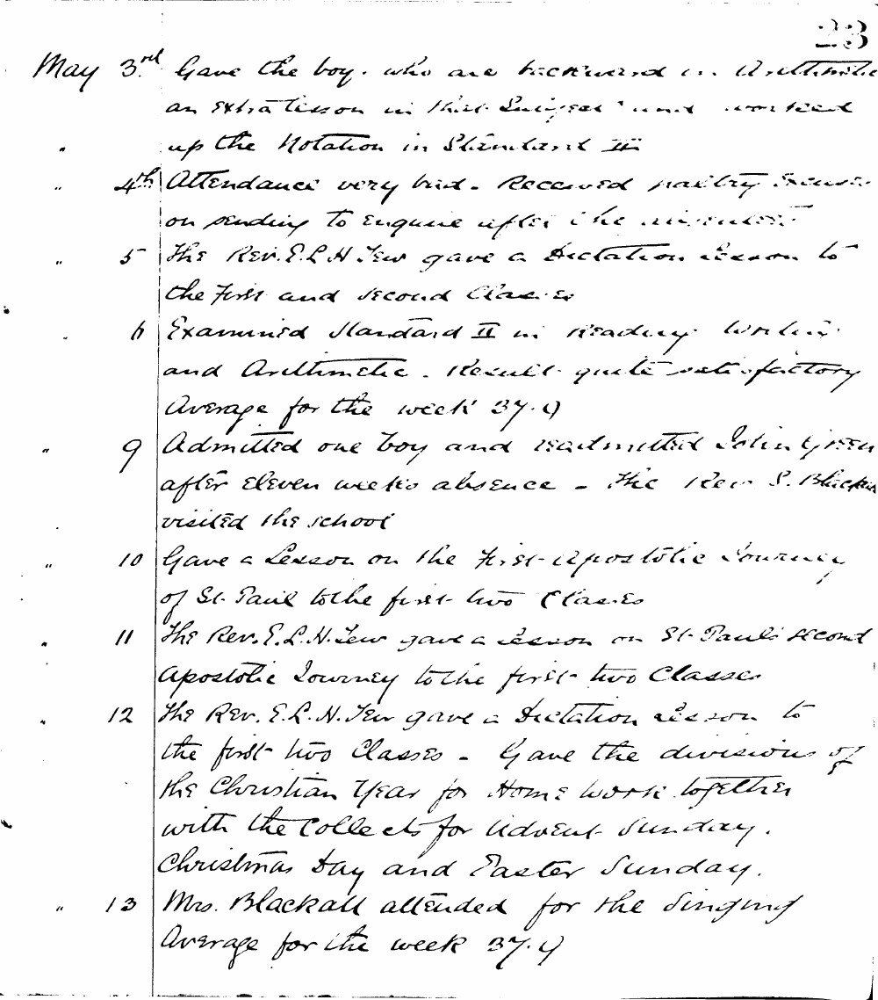 23
May 3rd Gave the boys who are backward in Arithmetic
an extra lesson in that Subject and worked
" up the Notation in Standard III
" 4th Attendance very bad. Received paltry excuses
on sending to enquire after the
" 5 The Rev. E. L. H. Tew gave a Dictation Lesson to
the First and Second Classes
" 6 Examined Standard II in Reading Writing
and Arithmetic. Result quite satisfactory
Average for the week 37.9
" 9 Admitted one boy and readmitted John Green
after eleven weeks absence - The Rev S. Blackall
visited the school
" 10 Gave a Lesson on the First Apostolic Journey
of St. Paul to the first two Classes
" 11 The Rev. E. L. H. Tew gave a Lesson on St. Paul's second
Apostolic Journey to the first two Classes
" 12 The Rev. E. L. H. Tew gave a Dictation Lesson to
the first two Classes - Gave the divisions of
the Christian Year for Home Work together
with the Collects for Advent Sunday.
Christmas Day and Easter Sunday.
" 13 Mrs. Blackall attended for the Singing
Average for the week 37.9